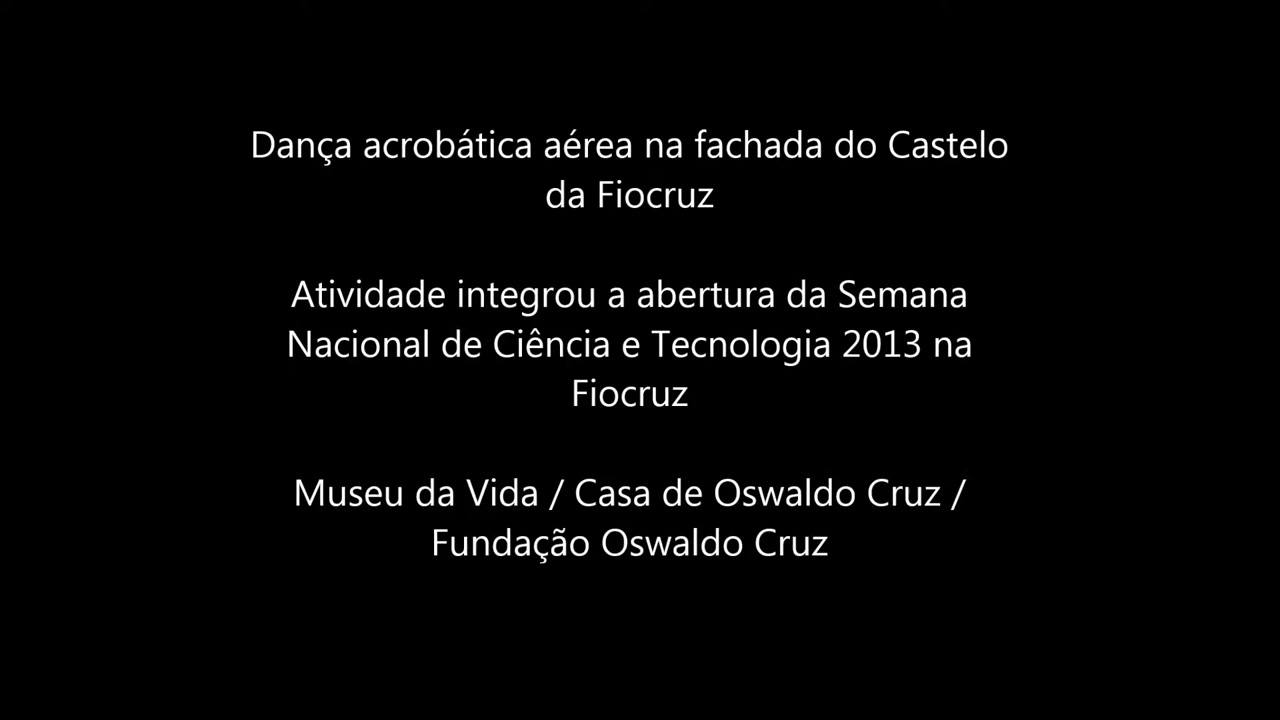 Dança acrobática aérea na fachada do Castelo
da Fiocruz
Atividade integrou a abertura da Semana
Nacional de Ciência e Tecnologia 2013 na
Fiocruz
Museu da Vida / Casa de Oswaldo Cruz /
Fundação Oswaldo Cruz